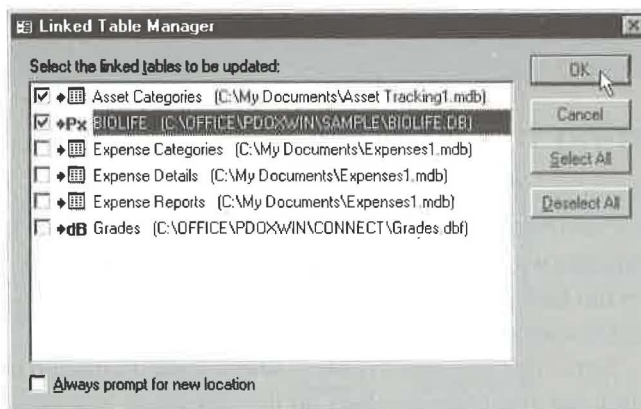 Linked Table Manager
Select the linked tables to be updated:
Asset Categories (C:\My Documents\Asset Tracking1.mdb)
Px BIOLIFE (C:\OFFICE\PDOXWIN\SAMPLE\BIOLIFE.DB)
Expense Categories (C:\My Documents\Expenses1.mdb)
Expense Details (C:\My Documents\Expenses1.mdb)
Expense Reports (C:\My Documents\Expenses1.mdb)
dB Grades (C:\OFFICE\PDOXWIN\CONNECT\Grades.dbf)
Always prompt for new location
OK
Cancel
Select All
Deselect All